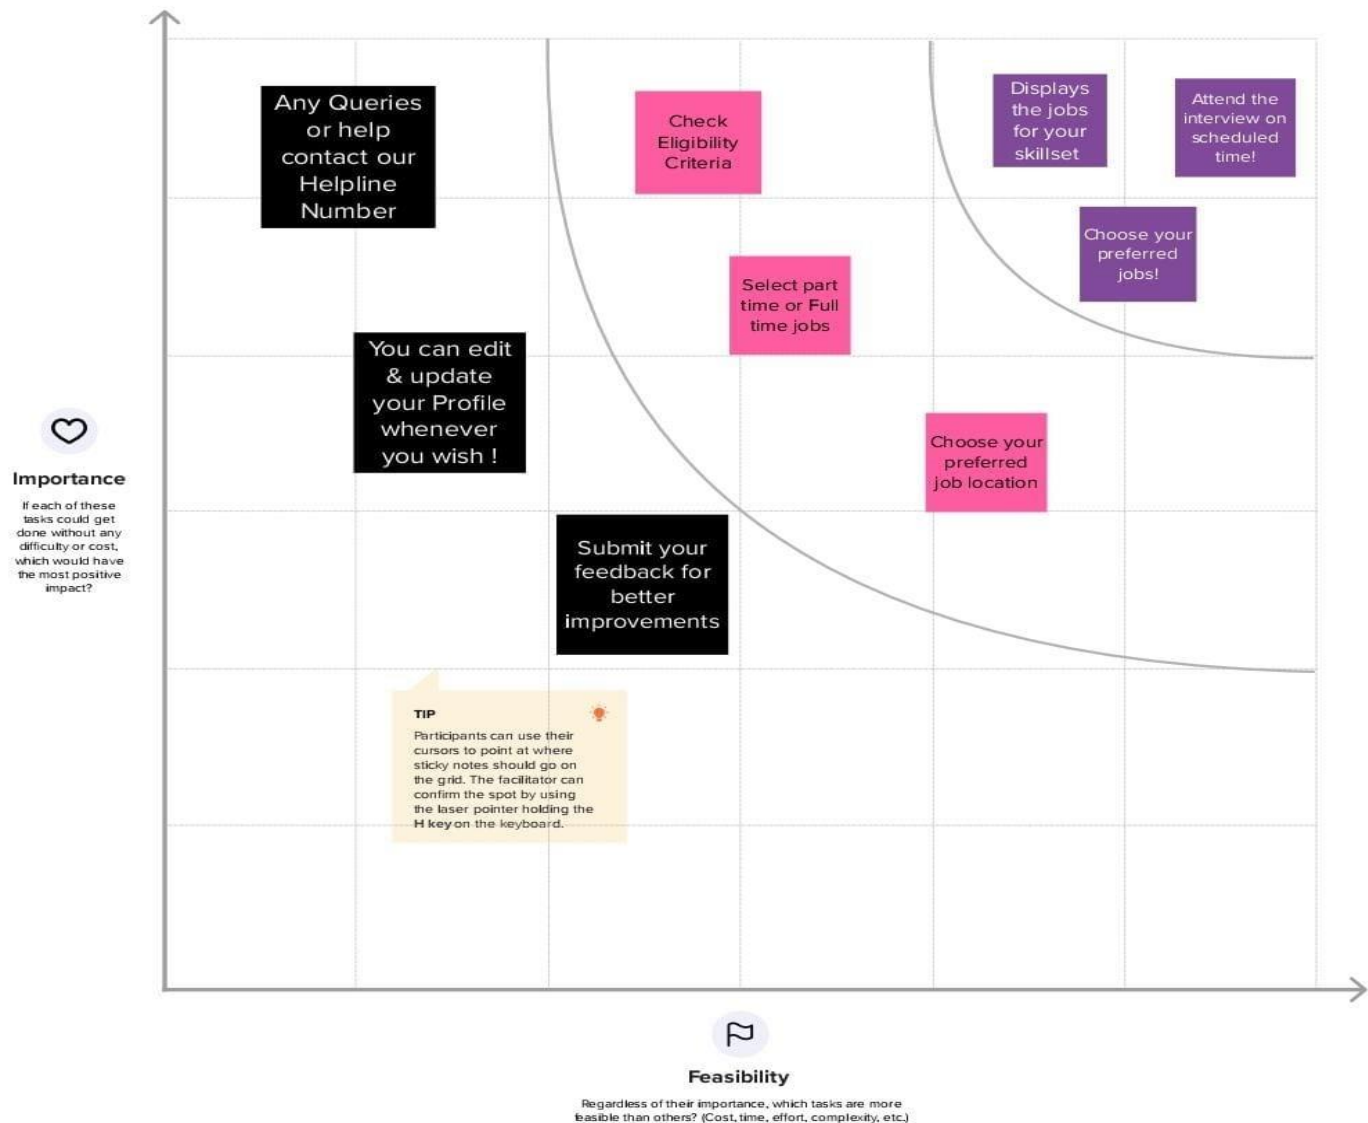 Any Queries
or help
contact our
Helpline
Number
Check
Eligibility
Criteria
Displays
the jobs
for your
skillset
Attend the
interview on
scheduled
time!
Choose your
preferred
jobs!
Select part
time or Full
time jobs
You can edit
& update
your Profile
whenever
you wish !
Choose your
preferred
job location
Importance
If each of these
tasks could get
done without any
difficulty or cost,
which would have
the most positive
impact?
Submit your
feedback for
better
improvements
TIP
Participants can use their
cursors to point at where
sticky notes should go on
the grid. The facilitator can
confirm the spot by using
the laser pointer holding the
H key on the keyboard.
Feasibility
Regardless of their importance, which tasks are more
feasible than others? (Cost, time, effort, complexity, etc.)